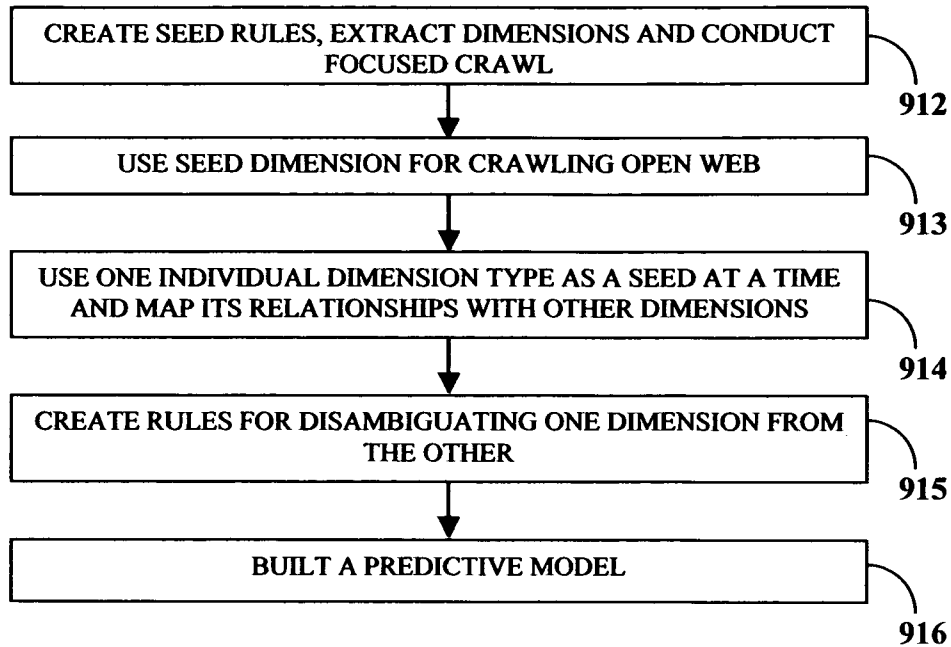 CREATE SEED RULES, EXTRACT DIMENSIONS AND CONDUCT
FOCUSED CRAWL
912
USE SEED DIMENSION FOR CRAWLING OPEN WEB
913
USE ONE INDIVIDUAL DIMENSION TYPE AS A SEED AT A TIME
AND MAP ITS RELATIONSHIPS WITH OTHER DIMENSIONS
914
CREATE RULES FOR DISAMBIGUATING ONE DIMENSION FROM
THE OTHER
915
BUILT A PREDICTIVE MODEL
916